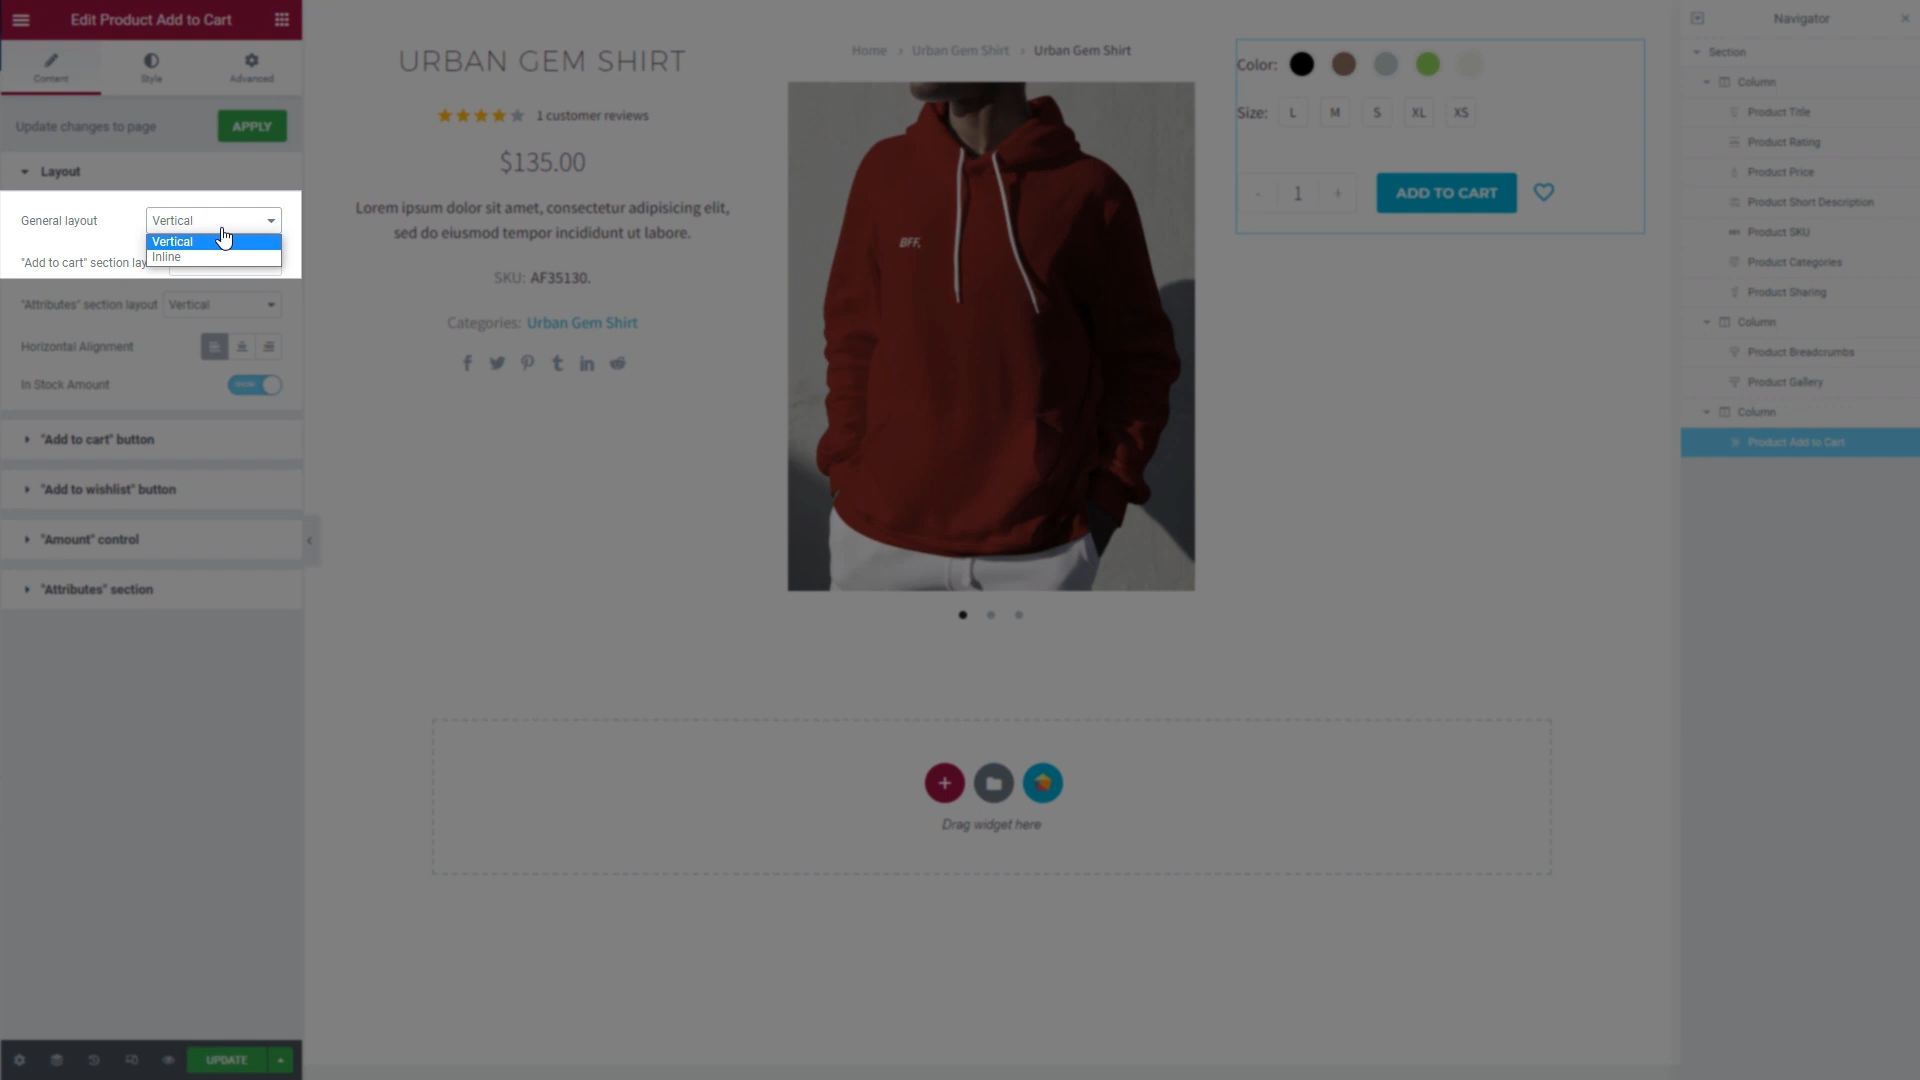 Edit Product Add to Cart
Content
Style
Advanced
Update changes to page
APPLY
Layout
General layout
Vertical
Vertical
Inline
"Add to cart" section lay
"Attributes" section layout
Vertical
Horizontal Alignment
In Stock Amount
"Add to cart" button
"Add to wishlist" button
"Amount" control
"Attributes" section
UPDATE
URBAN GEM SHIRT
1 customer reviews
$135.00
Lorem ipsum dolor sit amet, consectetur adipisicing elit,
sed do eiusmod tempor incididunt ut labore.
SKU: AF35130.
Categories: Urban Gem Shirt
Home > Urban Gem Shirt > Urban Gem Shirt
BFF,
Color:
Size:
L
M
S
XL
XS
-
1
+
ADD TO CART
Drag widget here
Navigator
Section
Column
Product Title
Product Rating
Product Price
Product Short Description
Product SKU
Product Categories
Product Sharing
Column
Product Breadcrumbs
Product Gallery
Column
Product Add to Cart